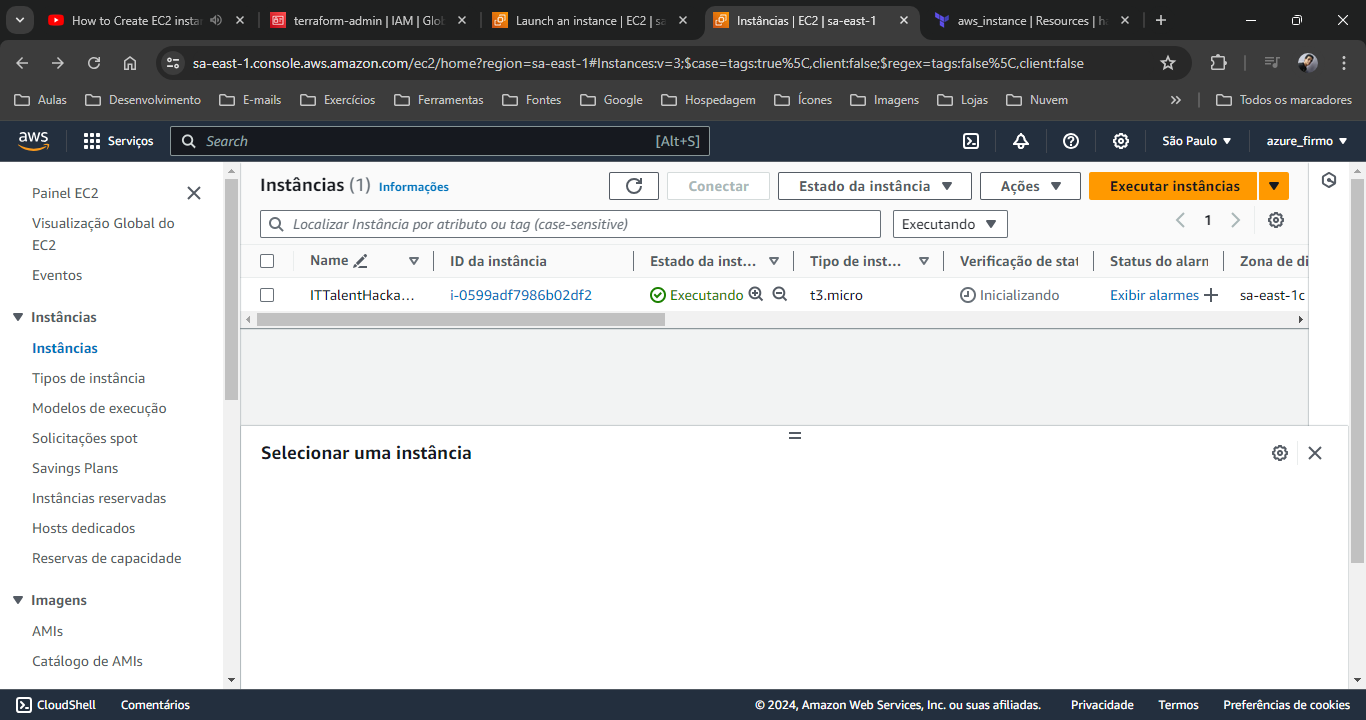 How to Create EC2 instan
terraform-admin | IAM | Glob
Launch an instance | EC2 | sa-
Instâncias | EC2 | sa-east-1
aws_instance | Resources | ha
sa-east-1.console.aws.amazon.com/ec2/home?region=sa-east-1#Instances:v=3;$case=tags:true%5C,client:false;$regex=tags:false%5C,client:false
Aulas Desenvolvimento E-mails Exercícios Ferramentas Fontes Google Hospedagem Ícones Imagens Lojas Nuvem » Todos os marcadores
aws Serviços Search [Alt+S] São Paulo azure_firmo
Painel EC2
Visualização Global do
EC2
Eventos
Instâncias
Instâncias
Tipos de instância
Modelos de execução
Solicitações spot
Savings Plans
Instâncias reservadas
Hosts dedicados
Reservas de capacidade
Imagens
AMIs
Catálogo de AMIs
Instâncias (1) Informações
Conectar Estado da instância Ações Executar instâncias
Localizar Instância por atributo ou tag (case-sensitive) Executando 1
Name ID da instância Estado da inst... Tipo de inst... Verificação de stat Status do alarn Zona de di
ITTalentHacka... i-0599adf7986b02df2 Executando t3.micro Inicializando Exibir alarmes sa-east-1c
Selecionar uma instância
CloudShell Comentários © 2024, Amazon Web Services, Inc. ou suas afiliadas. Privacidade Termos Preferências de cookies